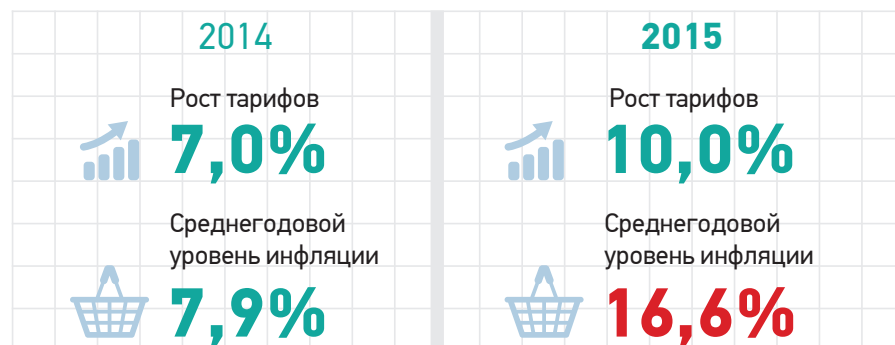 2014
Рост тарифов
7,0%
Среднегодовой
уровень инфляции
7,9%
2015
Рост тарифов
10,0%
Среднегодовой
уровень инфляции
16,6%